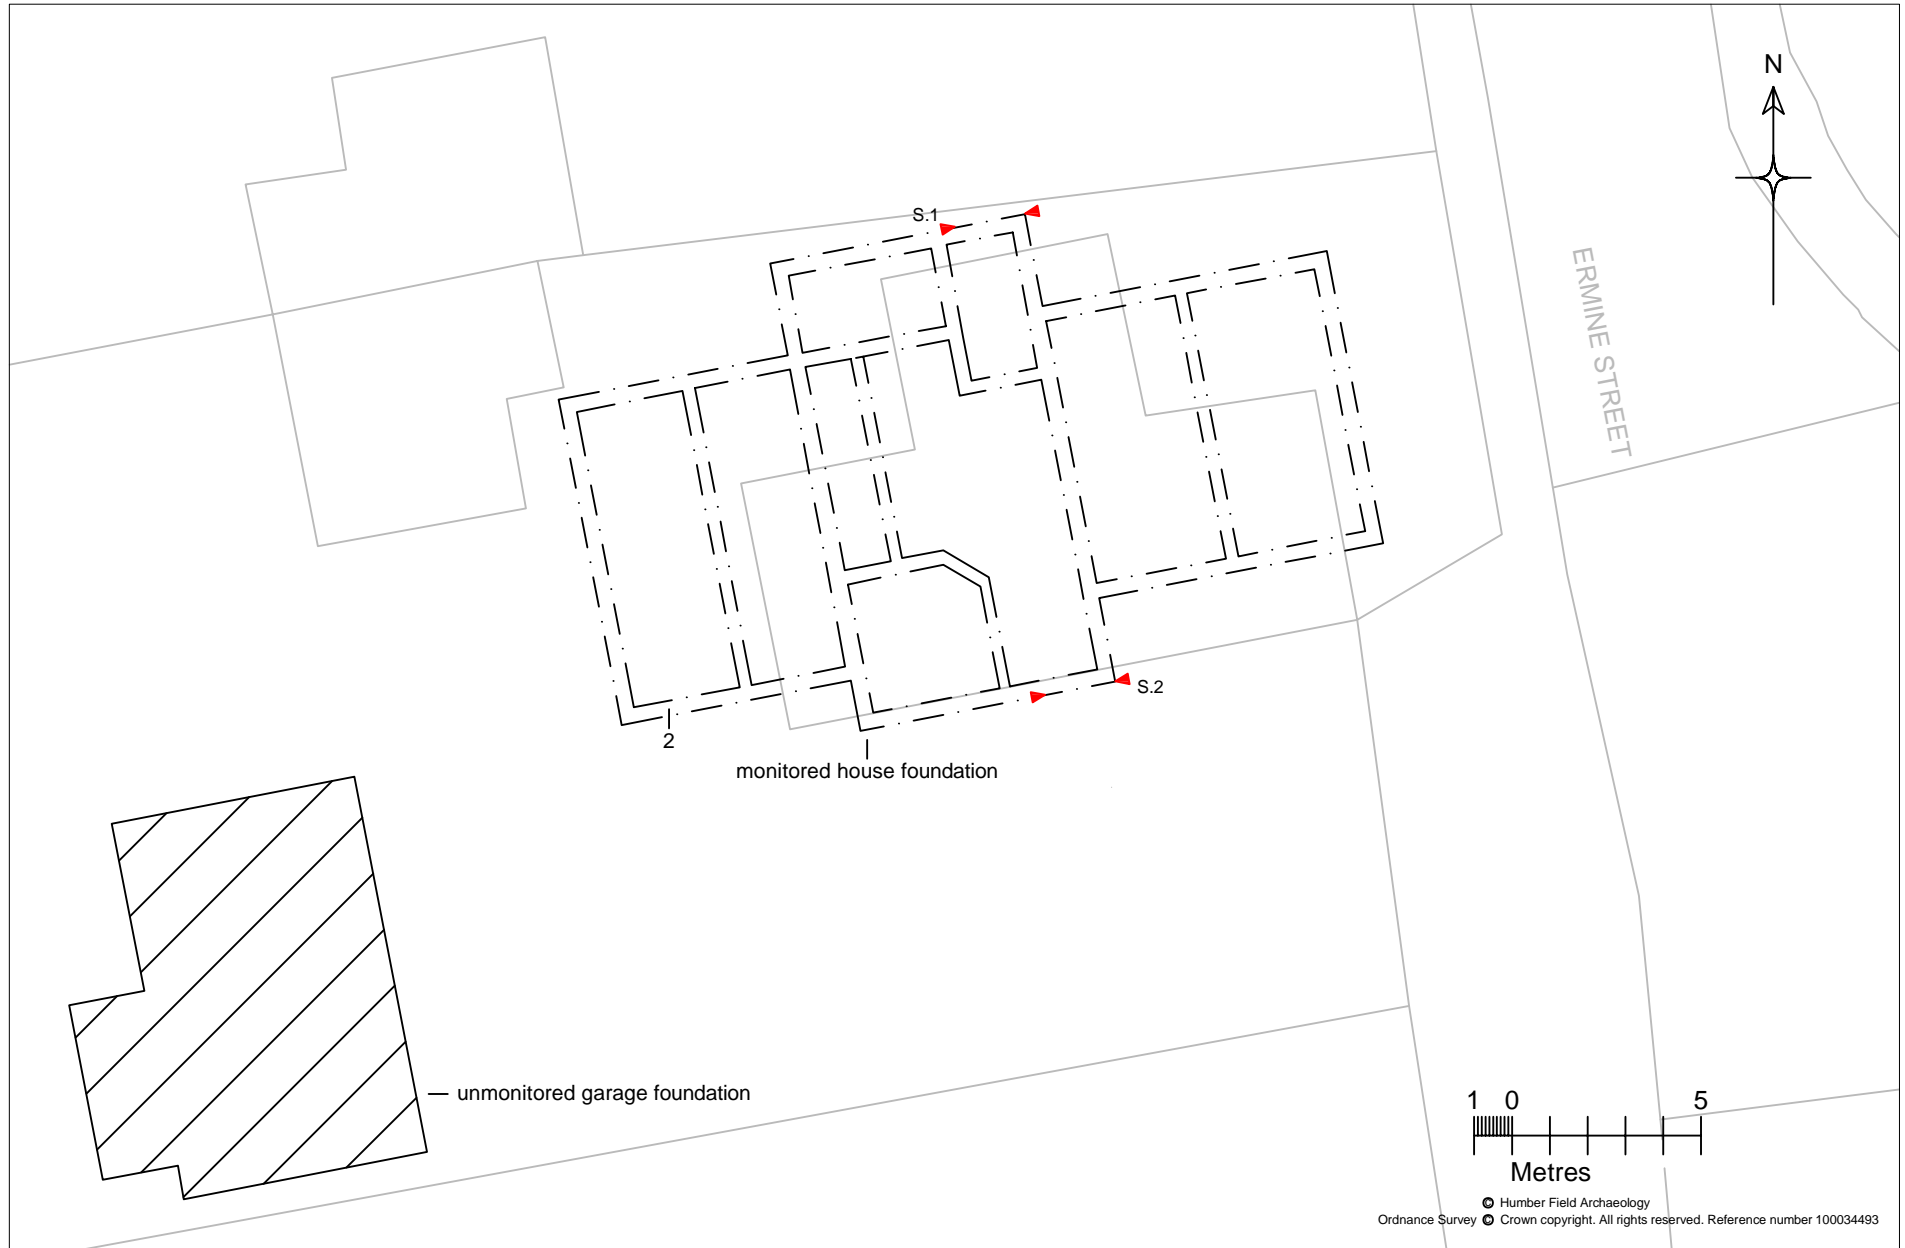 N
S.1
ERMINE STREET
S.2
2
monitored house foundation
unmonitored garage foundation
1 0 5
Metres
© Humber Field Archaeology
Ordnance Survey © Crown copyright. All rights reserved. Reference number 100034493